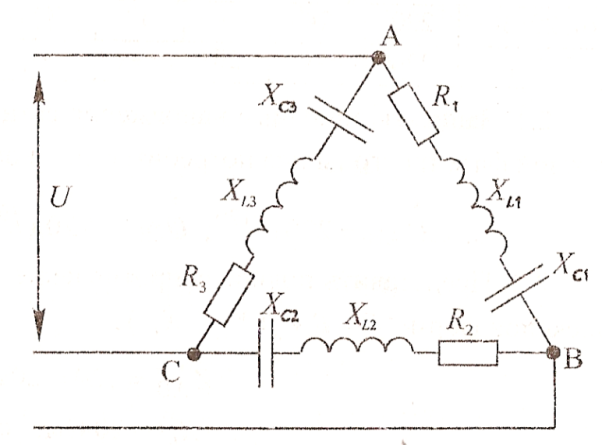 A
X_C3
R_1
U
X_L3
X_L1
R_3
X_C1
X_C2
X_L2
R_2
C
B